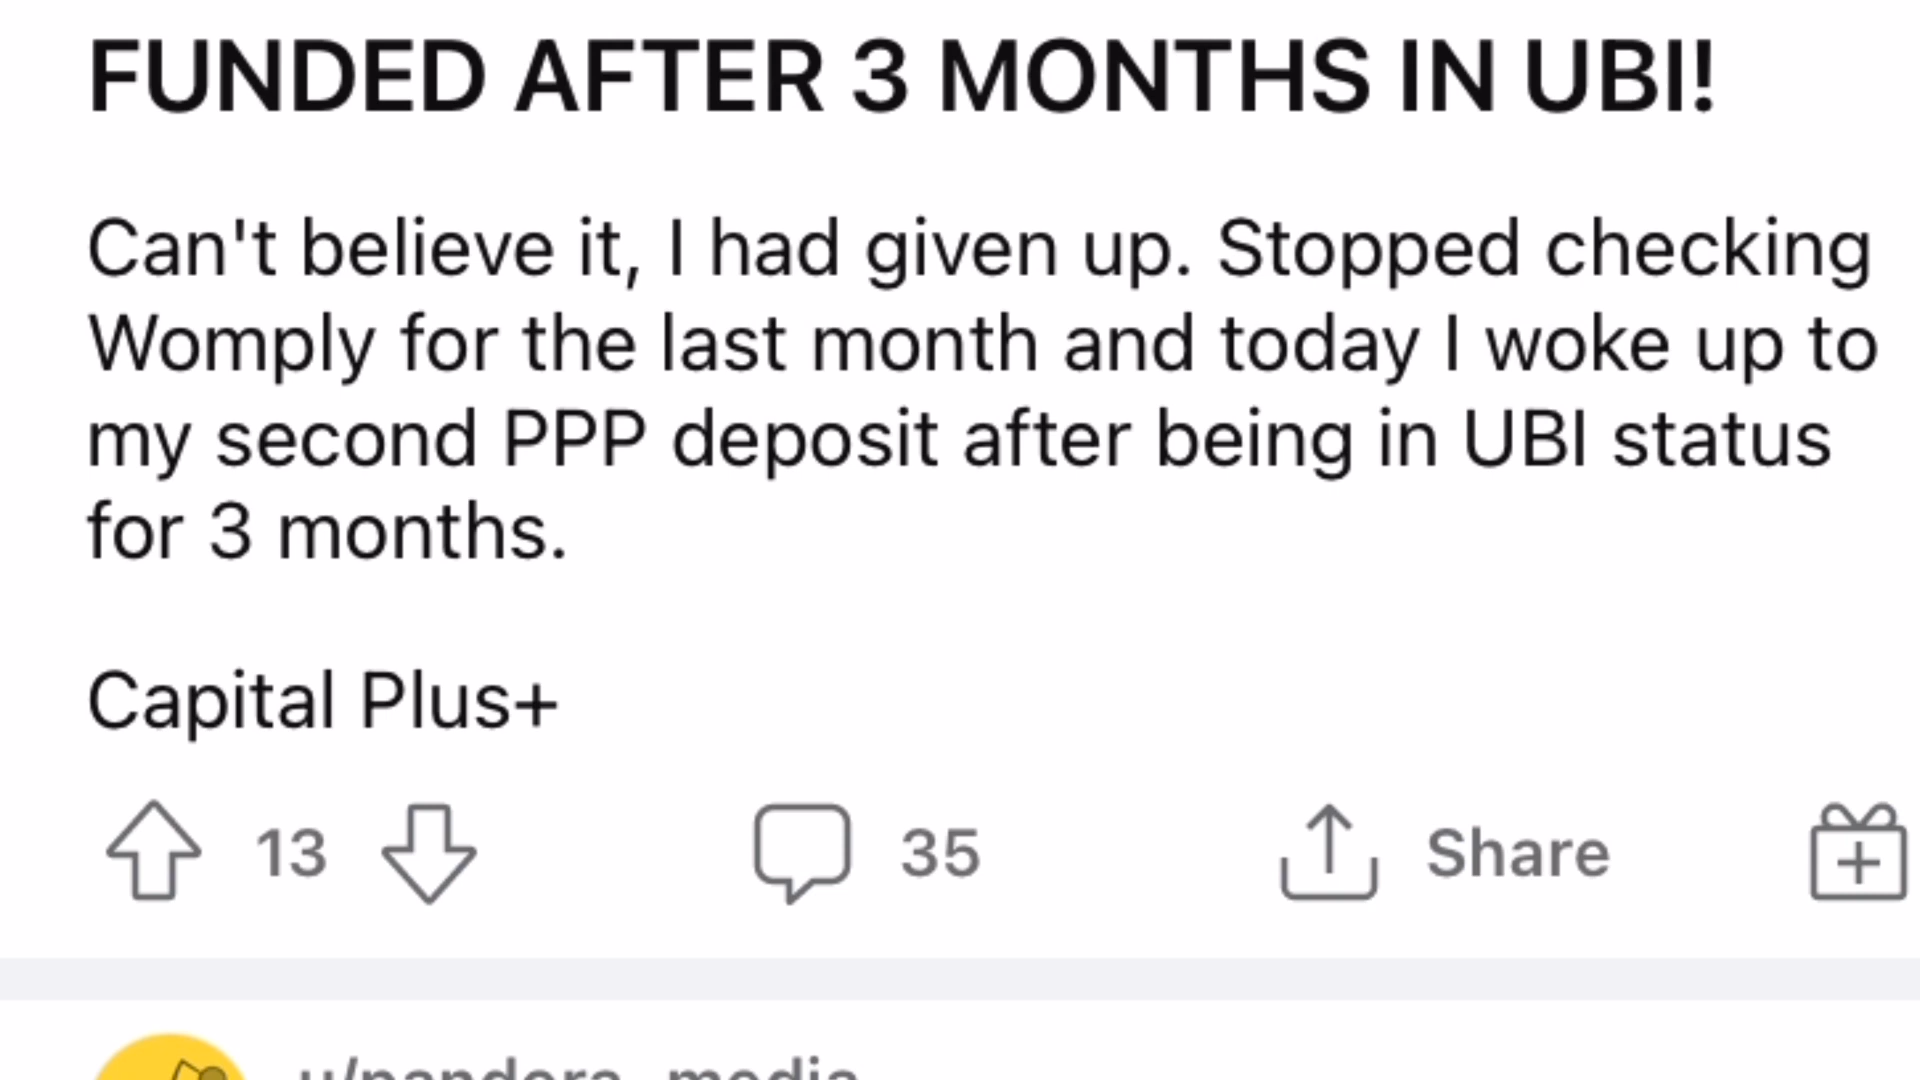 FUNDED AFTER 3 MONTHS IN UBI!
Can't believe it, I had given up. Stopped checking
Womply for the last month and today I woke up to
my second PPP deposit after being in UBI status
for 3 months.
Capital Plus+
13 35 Share
u/pandora_media